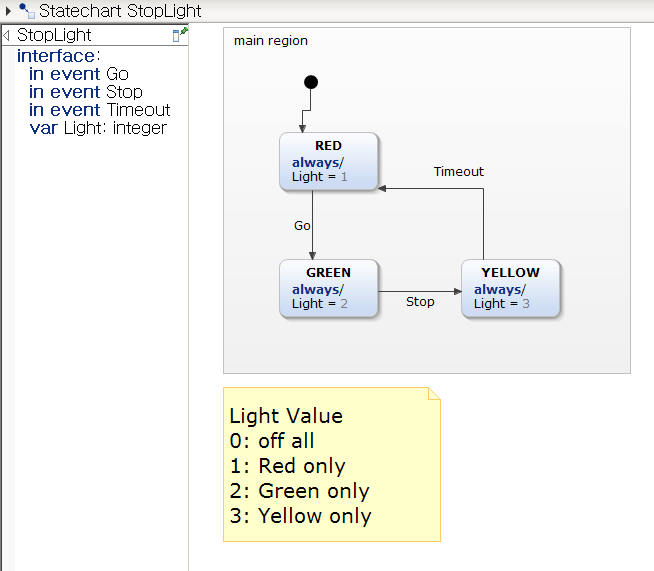 Statechart StopLight
StopLight
interface:
in event Go
in event Stop
in event Timeout
var Light: integer
main region
RED
always/
Light = 1
Timeout
Go
GREEN
always/
Light = 2
Stop
YELLOW
always/
Light = 3
Light Value
0: off all
1: Red only
2: Green only
3: Yellow only